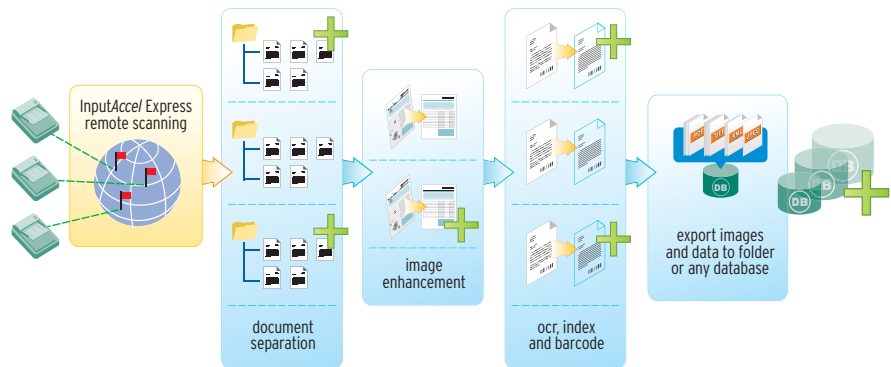 InputAccel Express
remote scanning
document
separation
image
enhancement
ocr, index
and barcode
PDF TIFF XML JPEG
DB
export images
and data to folder
or any database
DB
DB
DB